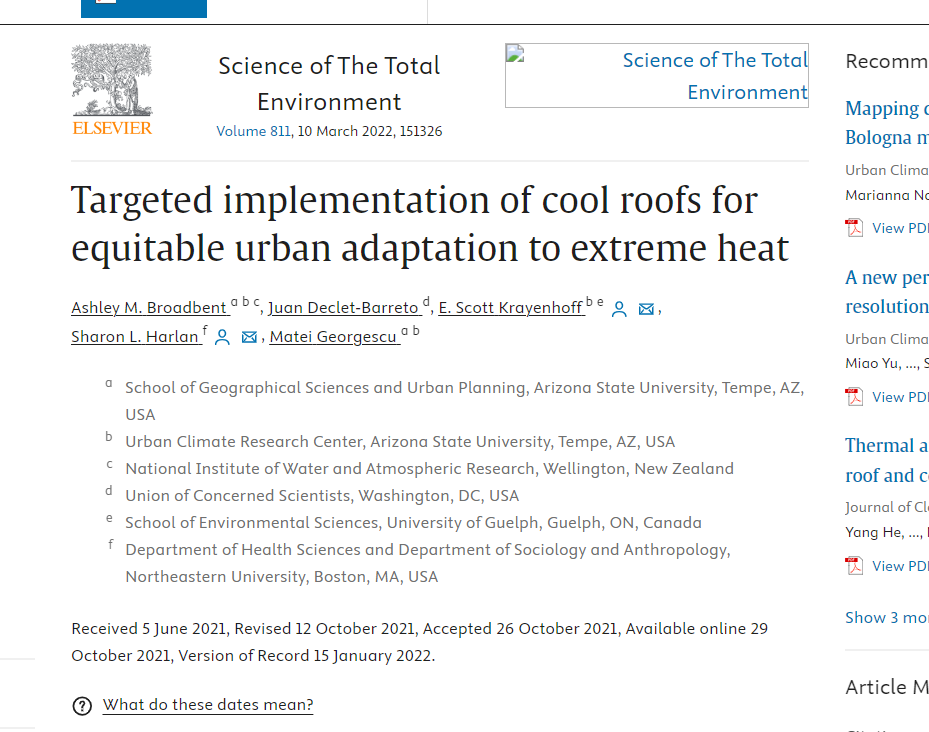 ELSEVIER
Science of The Total
Environment
Volume 811, 10 March 2022, 151326
Science of The Total
Environment
Targeted implementation of cool roofs for
equitable urban adaptation to extreme heat
Ashley M. Broadbent a b c, Juan Declet-Barreto d, E. Scott Krayenhoff b e ,
Sharon L. Harlan f , Matei Georgescu a b
a School of Geographical Sciences and Urban Planning, Arizona State University, Tempe, AZ,
USA
b Urban Climate Research Center, Arizona State University, Tempe, AZ, USA
c National Institute of Water and Atmospheric Research, Wellington, New Zealand
d Union of Concerned Scientists, Washington, DC, USA
e School of Environmental Sciences, University of Guelph, Guelph, ON, Canada
f Department of Health Sciences and Department of Sociology and Anthropology,
Northeastern University, Boston, MA, USA
Received 5 June 2021, Revised 12 October 2021, Accepted 26 October 2021, Available online 29
October 2021, Version of Record 15 January 2022.
? What do these dates mean?
Recomm
Mapping
Bologna m
Urban Clima
Marianna Na
View PDF
A new per
resolution
Urban Clima
Miao Yu, ..., S
View PDF
Thermal a
roof and c
Journal of Cl
Yang He, ...,
View PDF
Show 3 mor
Article M